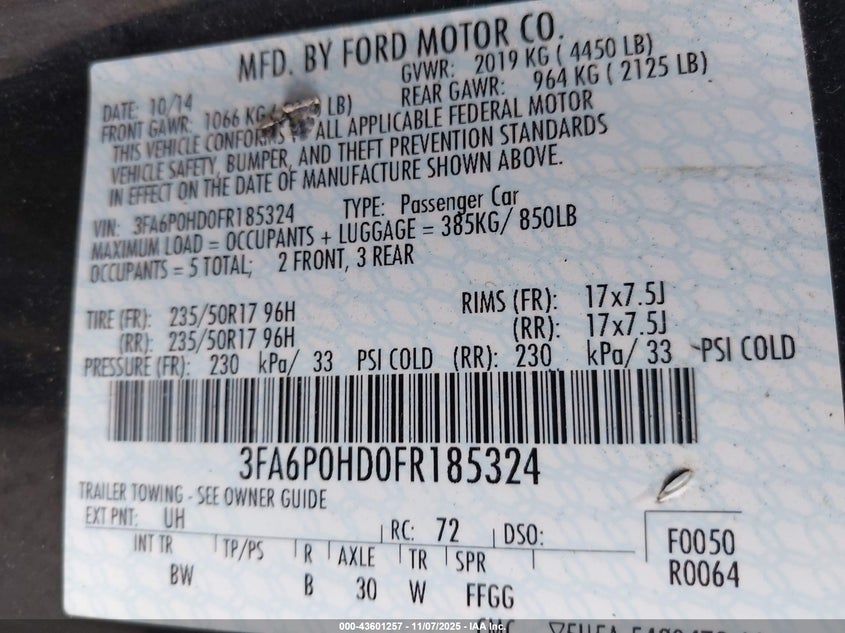 MFD. BY FORD MOTOR CO.
DATE: 10/14 GVWR: 2019 KG ( 4450 LB)
FRONT GAWR: 1066 KG ( LB) REAR GAWR: 964 KG ( 2125 LB)
THIS VEHICLE CONFORMS ALL APPLICABLE FEDERAL MOTOR
VEHICLE SAFETY, BUMPER, AND THEFT PREVENTION STANDARDS
IN EFFECT ON THE DATE OF MANUFACTURE SHOWN ABOVE.
VIN: 3FA6P0HD0FR185324 TYPE: Passenger Car
MAXIMUM LOAD = OCCUPANTS + LUGGAGE = 385KG/ 850LB
OCCUPANTS = 5 TOTAL; 2 FRONT, 3 REAR
TIRE (FR): 235/50R17 96H RIMS (FR): 17x7.5J
(RR): 235/50R17 96H (RR): 17x7.5J
PRESSURE (FR): 230 kPa/ 33 PSI COLD (RR): 230 kPa/ 33 PSI COLD
3FA6P0HD0FR185324
TRAILER TOWING - SEE OWNER GUIDE
EXT PNT: UH RC: 72 DSO:
INT TR TP/PS R AXLE TR SPR
BW B 30 W FFGG
F0050
R0064
000-43601257 - 11/07/2025 - IAA